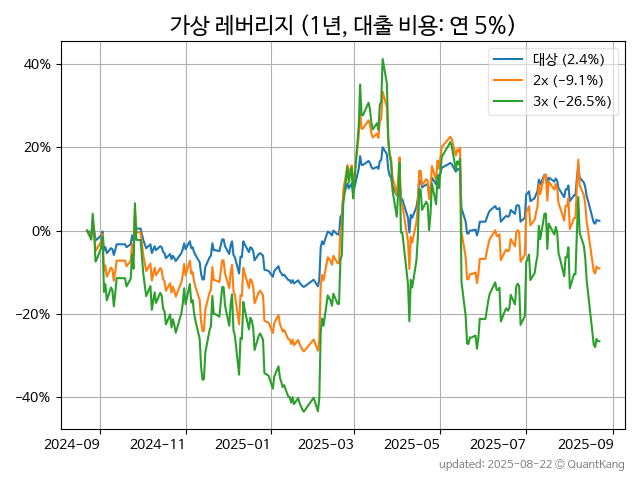 가상 레버리지 (1년, 대출 비용: 연 5%)
대상 (2.4%)
2x (−9.1%)
3x (−26.5%)
40%
20%
0%
−20%
−40%
2024-09 2024-11 2025-01 2025-03 2025-05 2025-07 2025-09
updated: 2025-08-22 © QuantKang